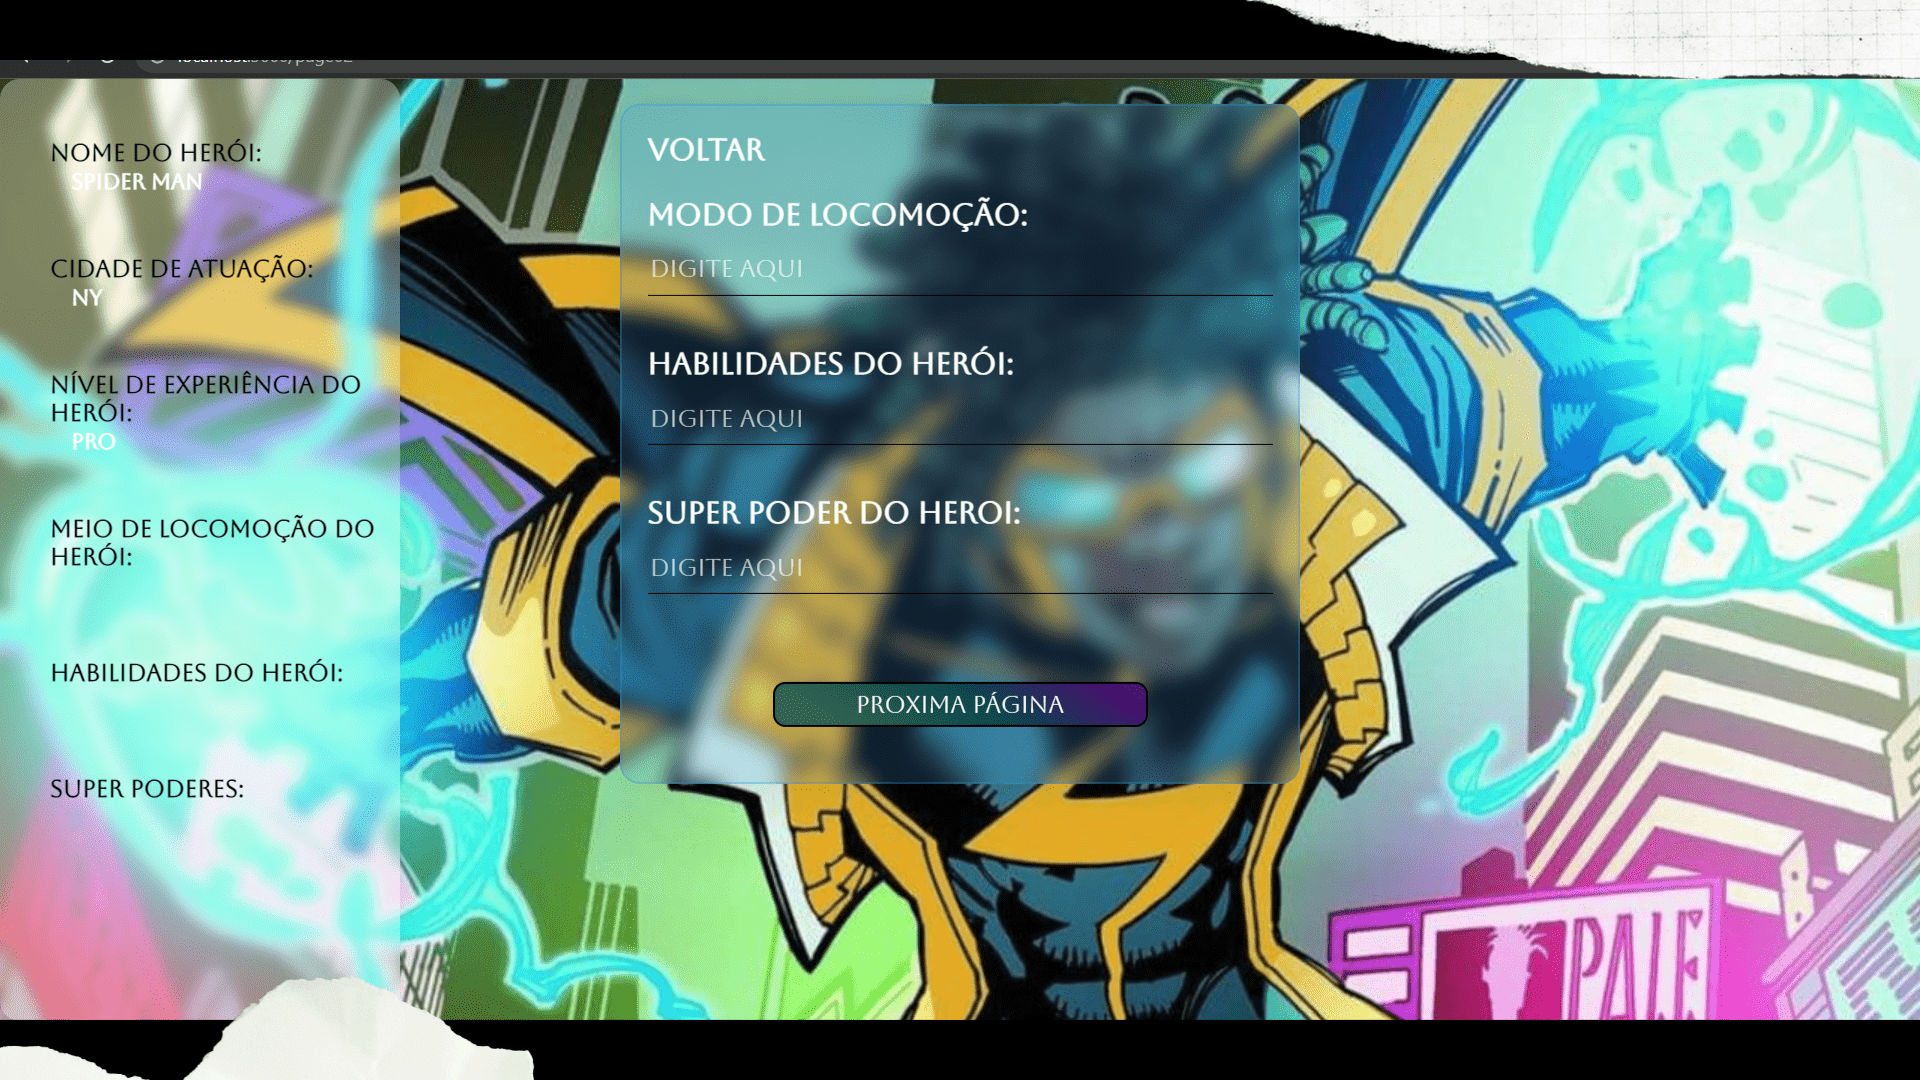 NOME DO HERÓI:
SPIDER MAN
CIDADE DE ATUAÇÃO:
NY
NÍVEL DE EXPERIÊNCIA DO
HERÓI:
PRO
MEIO DE LOCOMOÇÃO DO
HERÓI:
HABILIDADES DO HERÓI:
SUPER PODERES:
VOLTAR
MODO DE LOCOMOÇÃO:
DIGITE AQUI
HABILIDADES DO HERÓI:
DIGITE AQUI
SUPER PODER DO HEROI:
DIGITE AQUI
PROXIMA PÁGINA
PALE